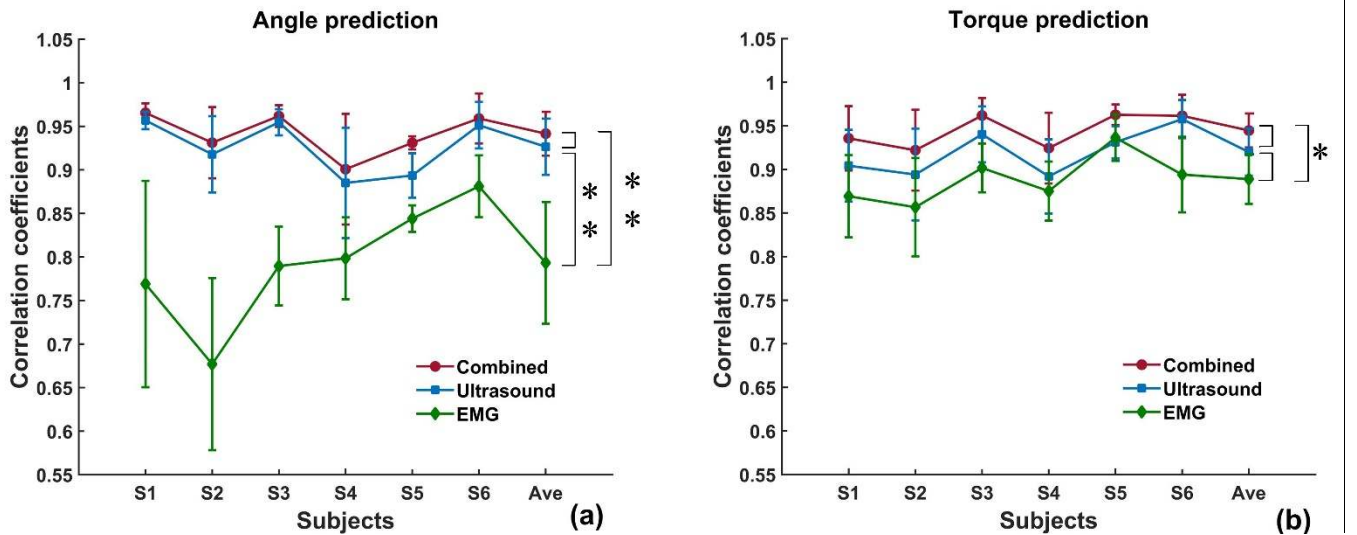 Angle prediction
1.05
1
0.95
0.9
0.85
0.8
0.75
0.7
0.65
0.6
0.55
Correlation coefficients
S1 S2 S3 S4 S5 S6 Ave
Subjects
Combined
Ultrasound
EMG
* *
* *
(a)
Torque prediction
1.05
1
0.95
0.9
0.85
0.8
0.75
0.7
0.65
0.6
0.55
Correlation coefficients
S1 S2 S3 S4 S5 S6 Ave
Subjects
Combined
Ultrasound
EMG
*
(b)